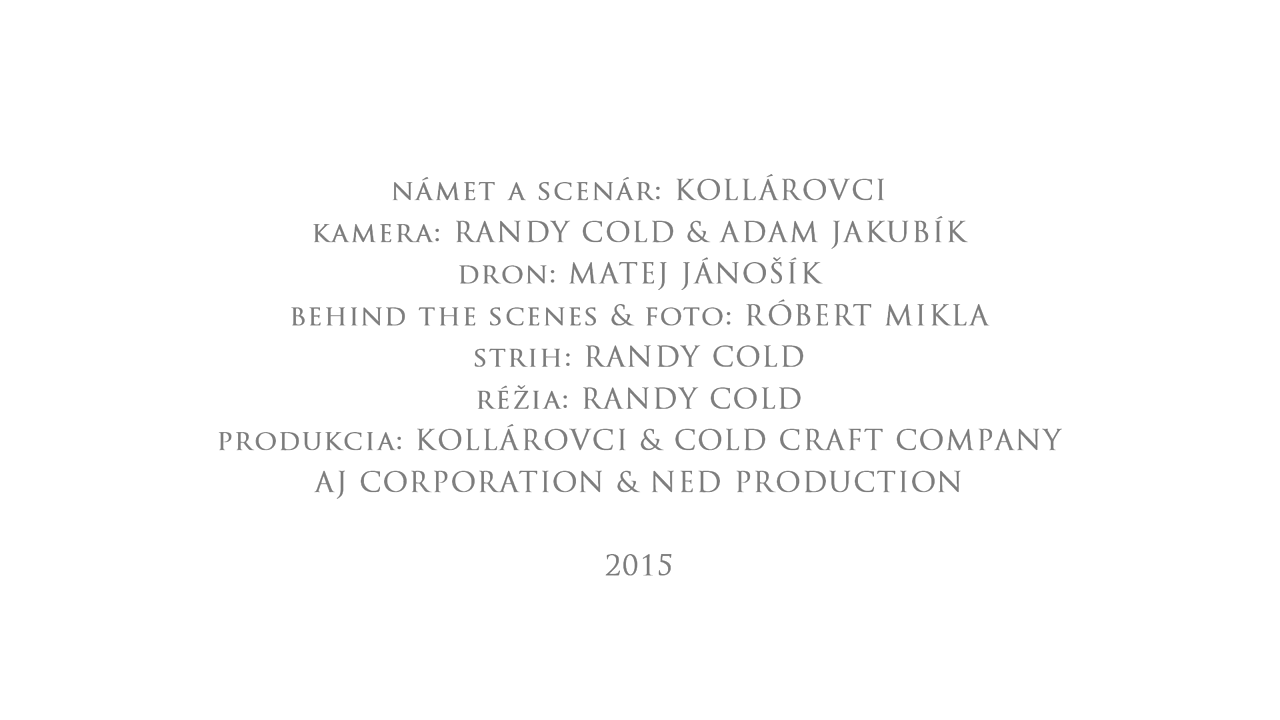 NÁMET A SCENÁR: KOLLÁROVCI
KAMERA: RANDY COLD & ADAM JAKUBÍK
DRON: MATEJ JÁNOŠÍK
BEHIND THE SCENES & FOTO: RÓBERT MIKLA
STRIH: RANDY COLD
RÉŽIA: RANDY COLD
PRODUKCIA: KOLLÁROVCI & COLD CRAFT COMPANY
AJ CORPORATION & NED PRODUCTION
2015